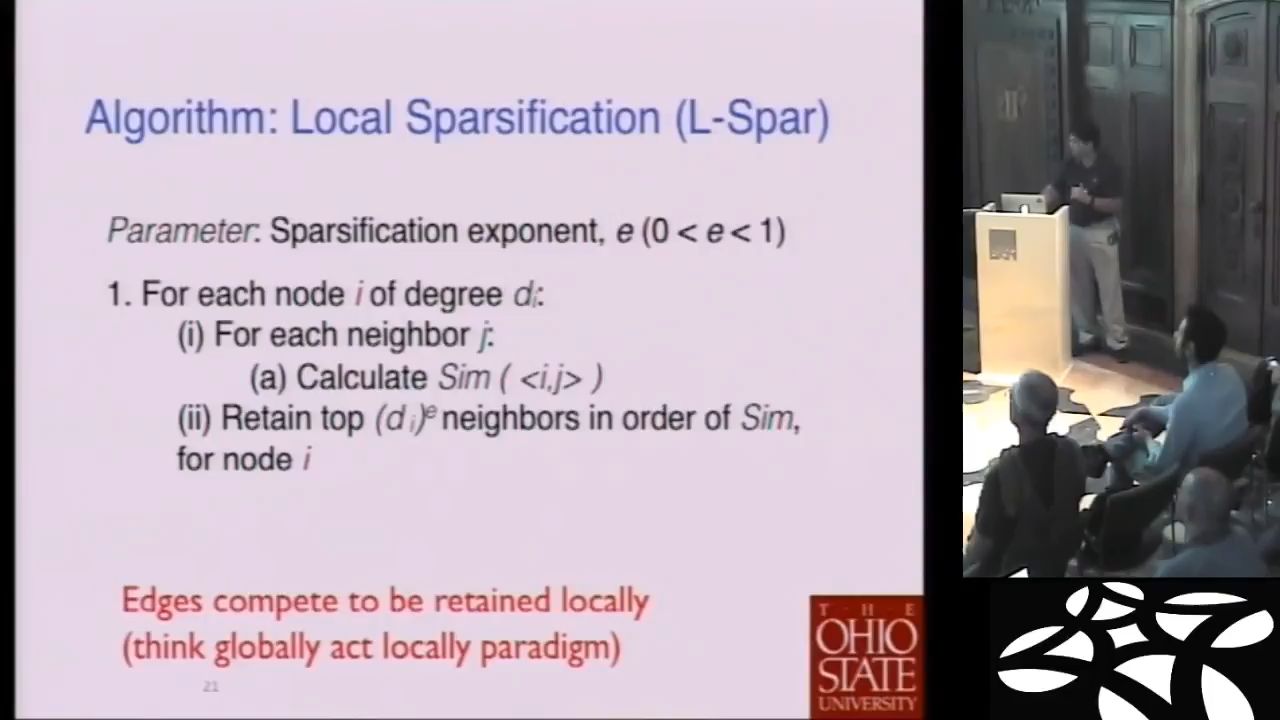 Algorithm: Local Sparsification (L-Spar)
Parameter: Sparsification exponent, e (0 < e < 1)
1. For each node i of degree dᵢ:
(i) For each neighbor j:
(a) Calculate Sim ( <i,j> )
(ii) Retain top (d ᵢ)ᵉ neighbors in order of Sim,
for node i
Edges compete to be retained locally
(think globally act locally paradigm)
21
T · H · E
OHIO
STATE
UNIVERSITY